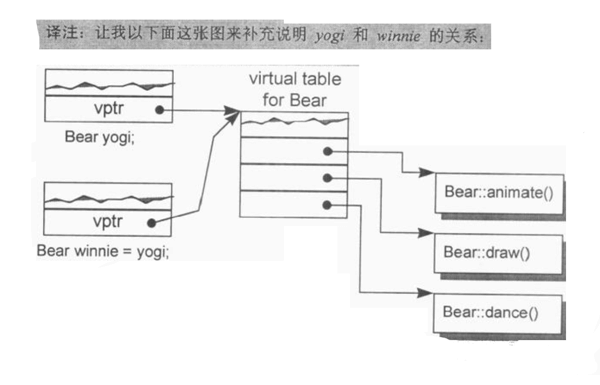 译注：让我以下面这张图来补充说明 yogi 和 winnie 的关系：
virtual table
for Bear
vptr
Bear yogi;
vptr
Bear winnie = yogi;
Bear::animate()
Bear::draw()
Bear::dance()